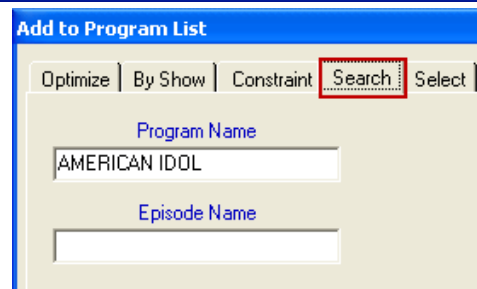 Add to Program List
Optimize By Show Constraint Search Select
Program Name
AMERICAN IDOL
Episode Name